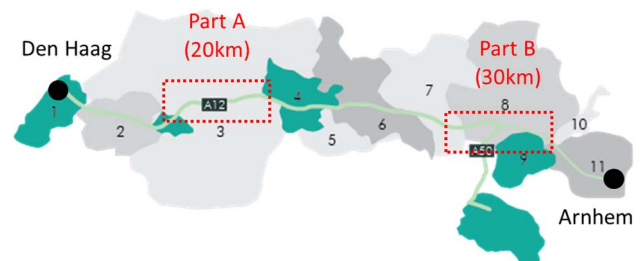 Part A
(20km)
Den Haag
Part B
(30km)
A12
A50
1
2
3
4
5
6
7
8
9
10
11
Arnhem